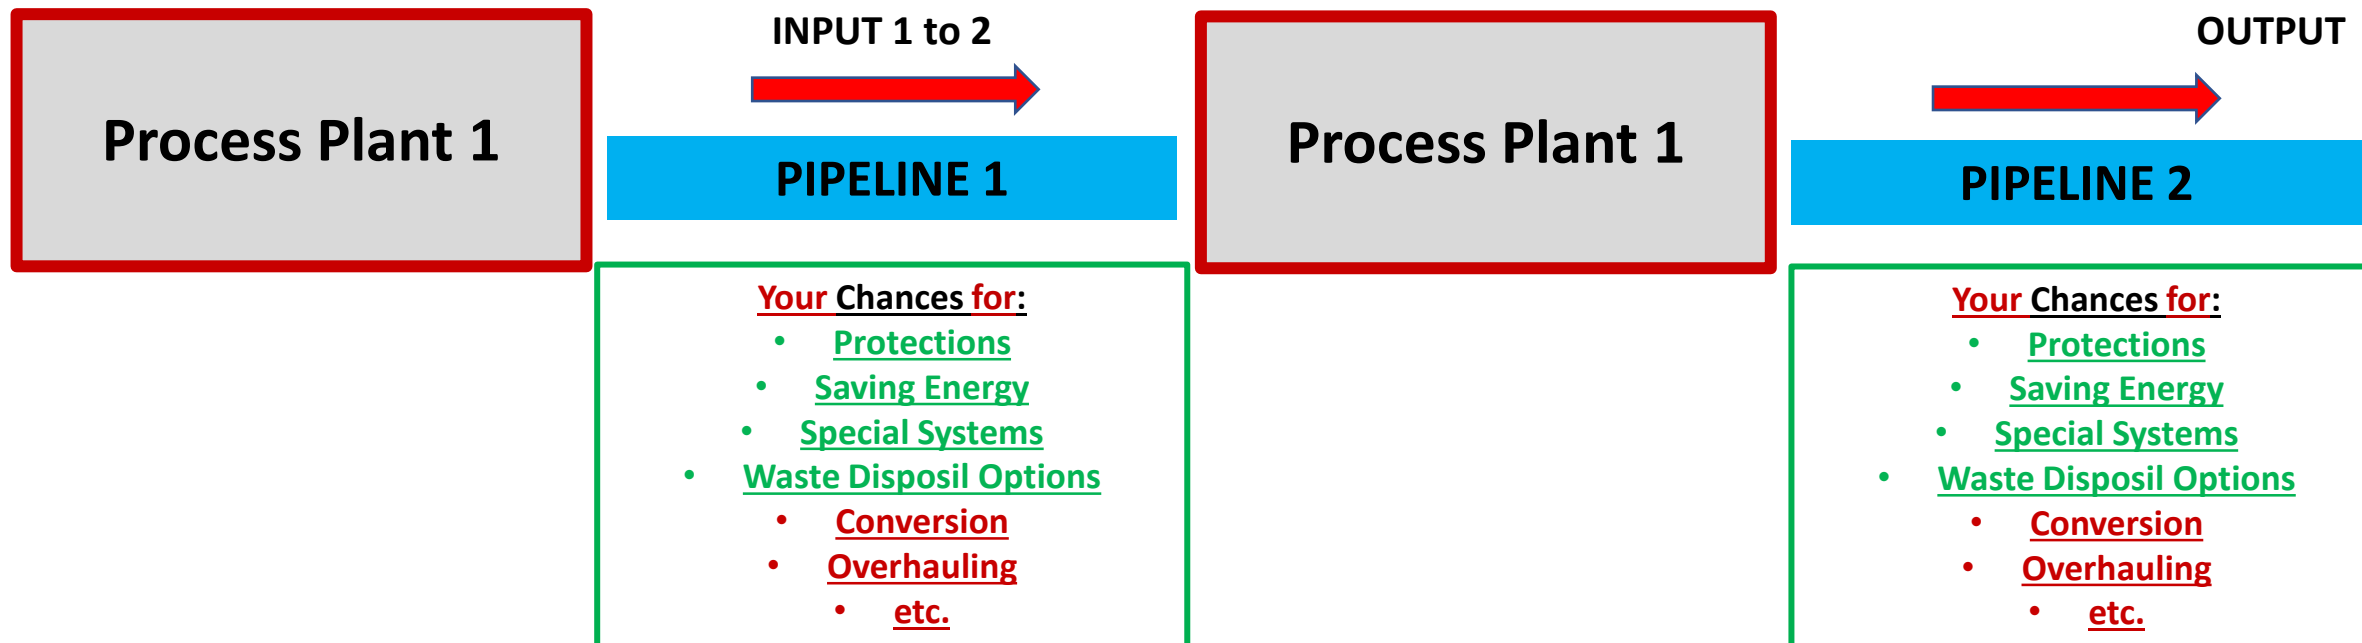 Process Plant 1
INPUT 1 to 2
PIPELINE 1
Your Chances for:
• Protections
• Saving Energy
• Special Systems
• Waste Disposil Options
• Conversion
• Overhauling
• etc.
Process Plant 1
OUTPUT
PIPELINE 2
Your Chances for:
• Protections
• Saving Energy
• Special Systems
• Waste Disposil Options
• Conversion
• Overhauling
• etc.